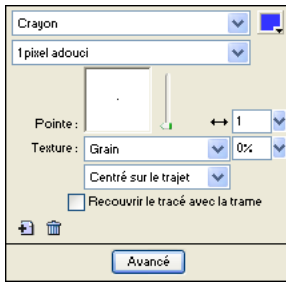 Crayon
1 pixel adouci
Pointe : 1
Texture : Grain 0%
Centré sur le trajet
Recouvrir le tracé avec la trame
Avancé